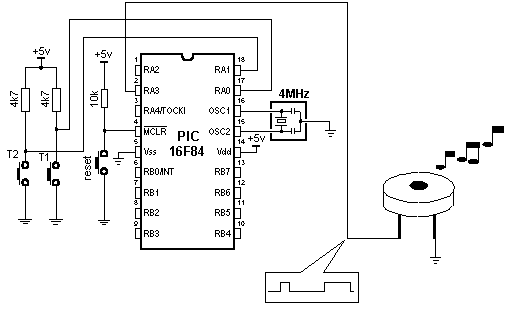 +5v
+5v
4k7
4k7
10k
T2
T1
reset
1
RA2
2
RA3
3
RA4/TOCKI
4
MCLR
5
Vss
6
RB0/INT
7
RB1
8
RB2
9
RB3
PIC
16F84
18
RA1
17
RA0
16
OSC1
15
OSC2
14
Vdd
13
RB7
12
RB6
11
RB5
10
RB4
4MHz
+5v